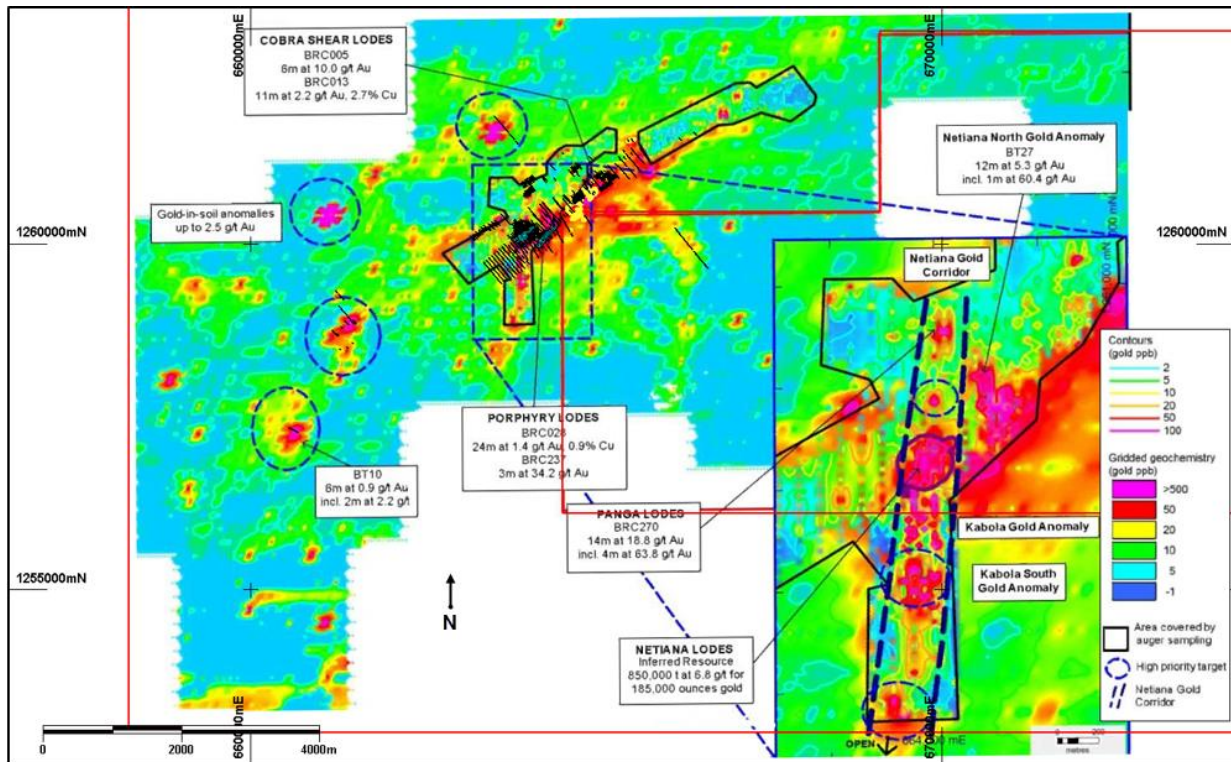 660000mE
670000mE
COBRA SHEAR LODES
BRC005
6m at 10.0 g/t Au
BRC013
11m at 2.2 g/t Au, 2.7% Cu
Netiana North Gold Anomaly
BT27
12m at 5.3 g/t Au
incl. 1m at 60.4 g/t Au
Gold-in-soil anomalies
up to 2.5 g/t Au
1260000mN
1260000mN
Netiana Gold
Corridor
Contours
(gold ppb)
2
5
10
20
50
100
PORPHYRY LODES
BRC028
24m at 1.4 g/t Au, 0.9% Cu
BRC237
3m at 34.2 g/t Au
BT10
6m at 0.9 g/t Au
incl. 2m at 2.2 g/t
Gridded geochemistry
(gold ppb)
>500
50
20
10
5
-1
PANGA LODES
BRC270
14m at 18.8 g/t Au
incl. 4m at 63.8 g/t Au
Kabola Gold Anomaly
Kabola South
Gold Anomaly
1255000mN
N
Area covered by
auger sampling
High priority target
Netiana Gold
Corridor
NETIANA LODES
Inferred Resource
850,000 t at 6.8 g/t for
185,000 ounces gold
0
2000
4000m
660000mE
670000mE
OPEN
200
metres